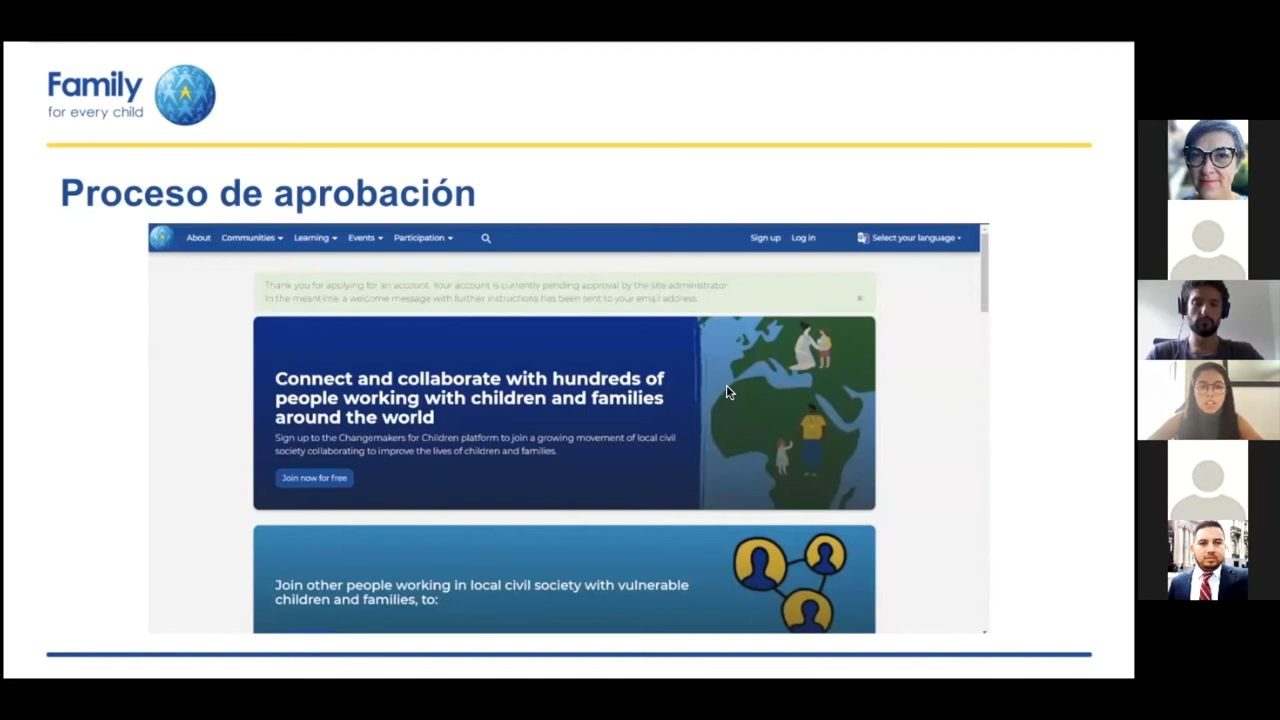 Family
for every child
Proceso de aprobación
About Communities Learning Events Participation Sign up Log in Select your language
Thank you for applying for an account. Your account is currently pending approval by the site administrator.
In the meantime, a welcome message with further instructions has been sent to your email address.
×
Connect and collaborate with hundreds of
people working with children and families
around the world
Sign up to the Changemakers for Children platform to join a growing movement of local civil
society collaborating to improve the lives of children and families.
Join now for free
Join other people working in local civil society with vulnerable
children and families, to: